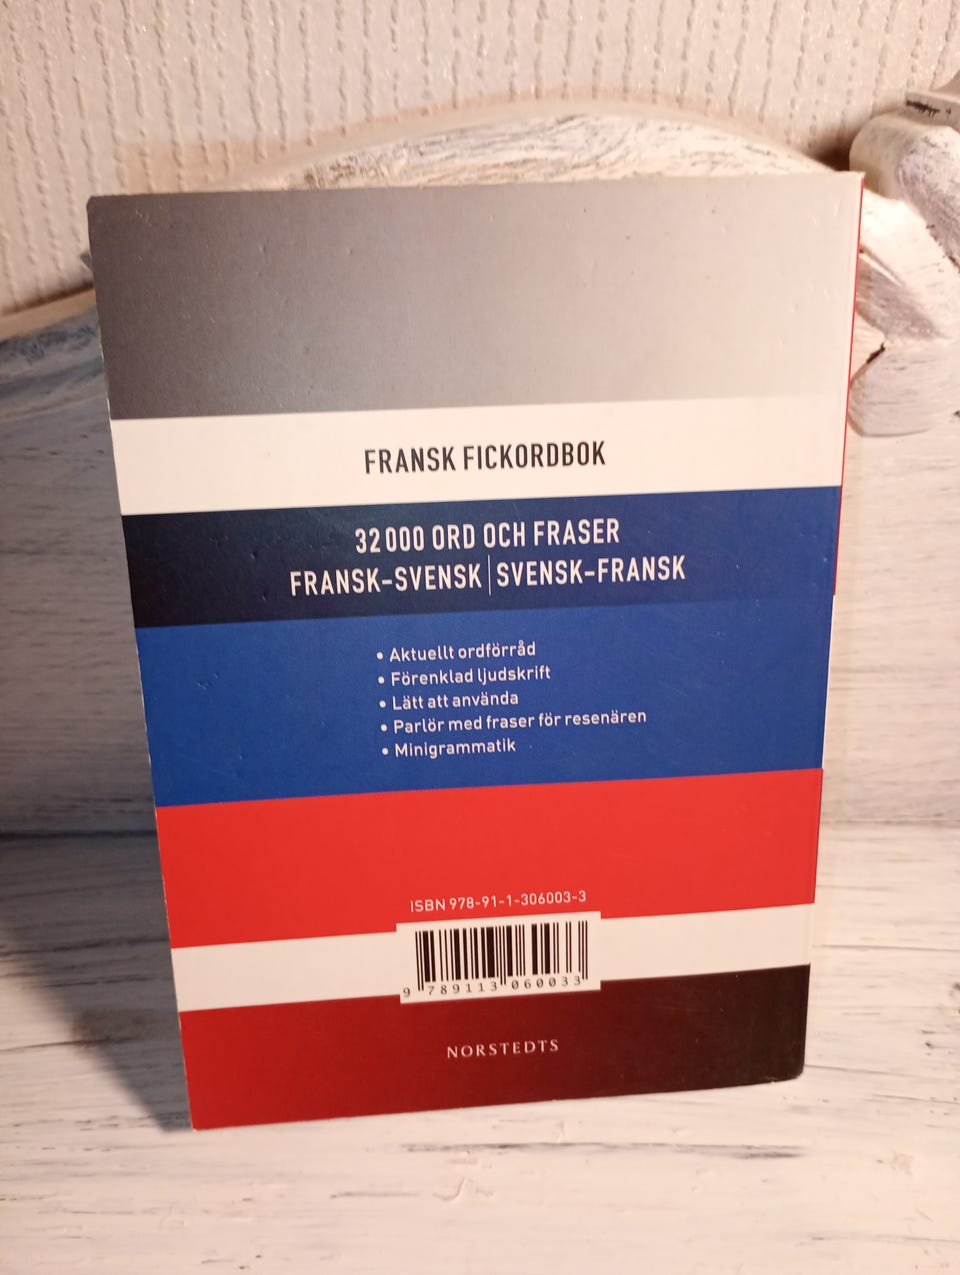 FRANSK FICKORDBOK
32 000 ORD OCH FRASER
FRANSK–SVENSK | SVENSK–FRANSK
• Aktuellt ordförråd
• Förenklad ljudskrift
• Lätt att använda
• Parlör med fraser för resenären
• Minigrammatik
ISBN 978-91-1-306003-3
9 789113 060033
NORSTEDTS